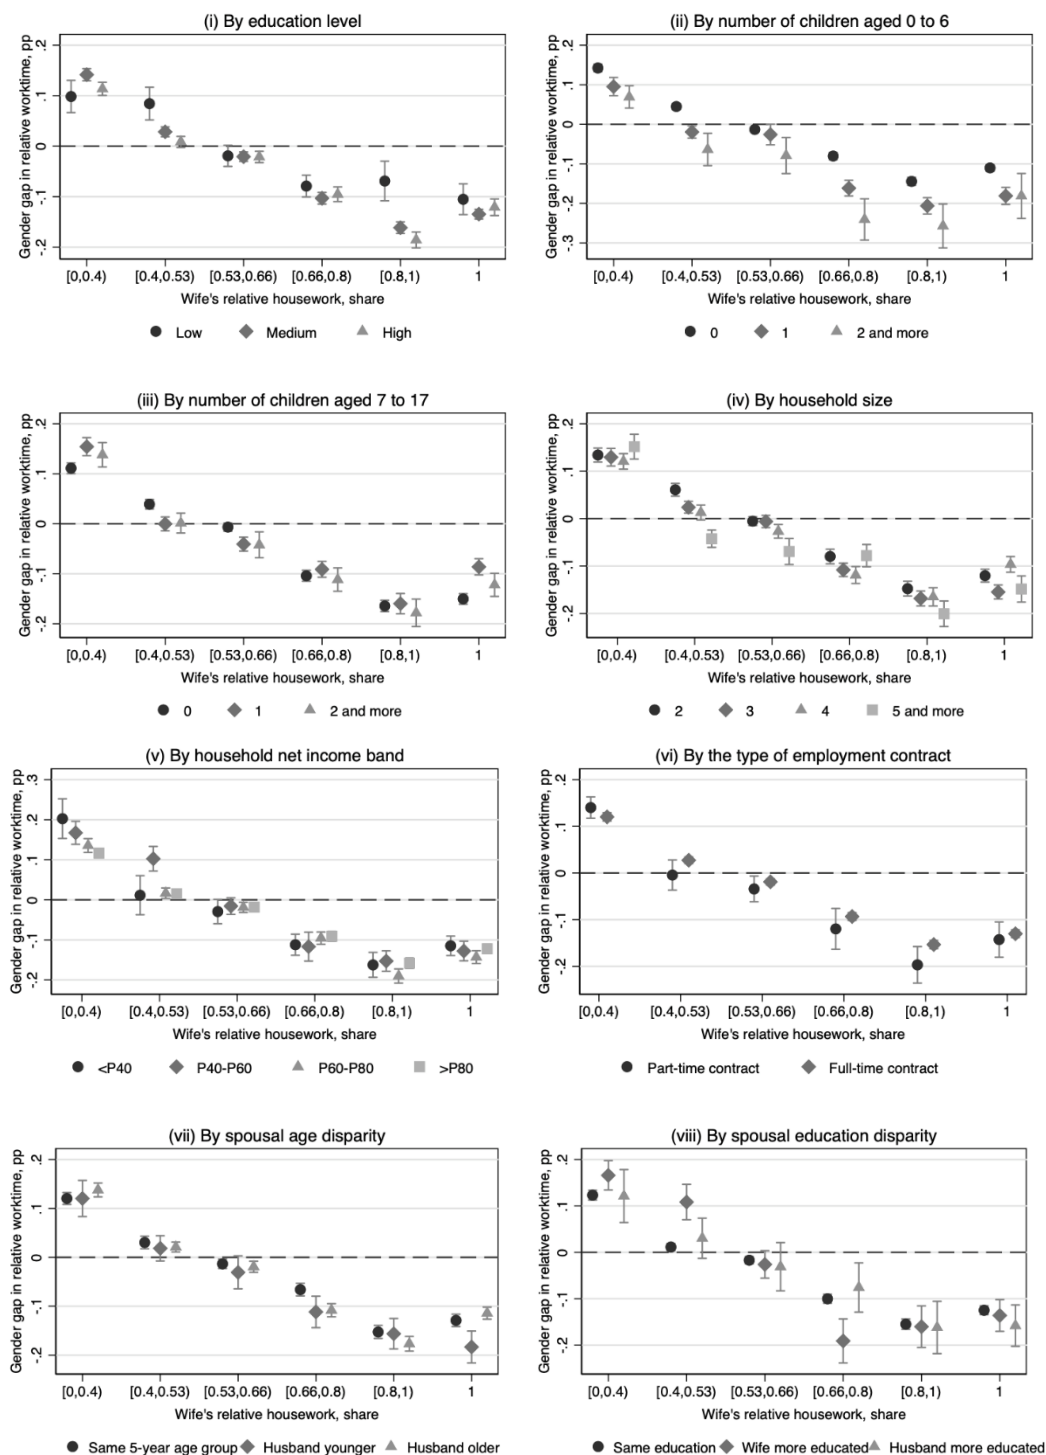 (i) By education level
Gender gap in relative worktime, pp
.2
.1
0
-.1
-.2
[0,0.4) [0.4,0.53) [0.53,0.66) [0.66,0.8) [0.8,1) 1
Wife's relative housework, share
Low Medium High
(ii) By number of children aged 0 to 6
Gender gap in relative worktime, pp
.2
.1
0
-.1
-.2
-.3
[0,0.4) [0.4,0.53) [0.53,0.66) [0.66,0.8) [0.8,1) 1
Wife's relative housework, share
0 1 2 and more
(iii) By number of children aged 7 to 17
Gender gap in relative worktime, pp
.2
.1
0
-.1
-.2
[0,0.4) [0.4,0.53) [0.53,0.66) [0.66,0.8) [0.8,1) 1
Wife's relative housework, share
0 1 2 and more
(iv) By household size
Gender gap in relative worktime, pp
.2
.1
0
-.1
-.2
[0,0.4) [0.4,0.53) [0.53,0.66) [0.66,0.8) [0.8,1) 1
Wife's relative housework, share
2 3 4 5 and more
(v) By household net income band
Gender gap in relative worktime, pp
.3
.2
.1
0
-.1
-.2
[0,0.4) [0.4,0.53) [0.53,0.66) [0.66,0.8) [0.8,1) 1
Wife's relative housework, share
<P40 P40-P60 P60-P80 >P80
(vi) By the type of employment contract
Gender gap in relative worktime, pp
.2
.1
0
-.1
-.2
[0,0.4) [0.4,0.53) [0.53,0.66) [0.66,0.8) [0.8,1) 1
Wife's relative housework, share
Part-time contract Full-time contract
(vii) By spousal age disparity
Gender gap in relative worktime, pp
.2
.1
0
-.1
-.2
[0,0.4) [0.4,0.53) [0.53,0.66) [0.66,0.8) [0.8,1) 1
Wife's relative housework, share
Same 5-year age group Husband younger Husband older
(viii) By spousal education disparity
Gender gap in relative worktime, pp
.2
.1
0
-.1
-.2
[0,0.4) [0.4,0.53) [0.53,0.66) [0.66,0.8) [0.8,1) 1
Wife's relative housework, share
Same education Wife more educated Husband more educated